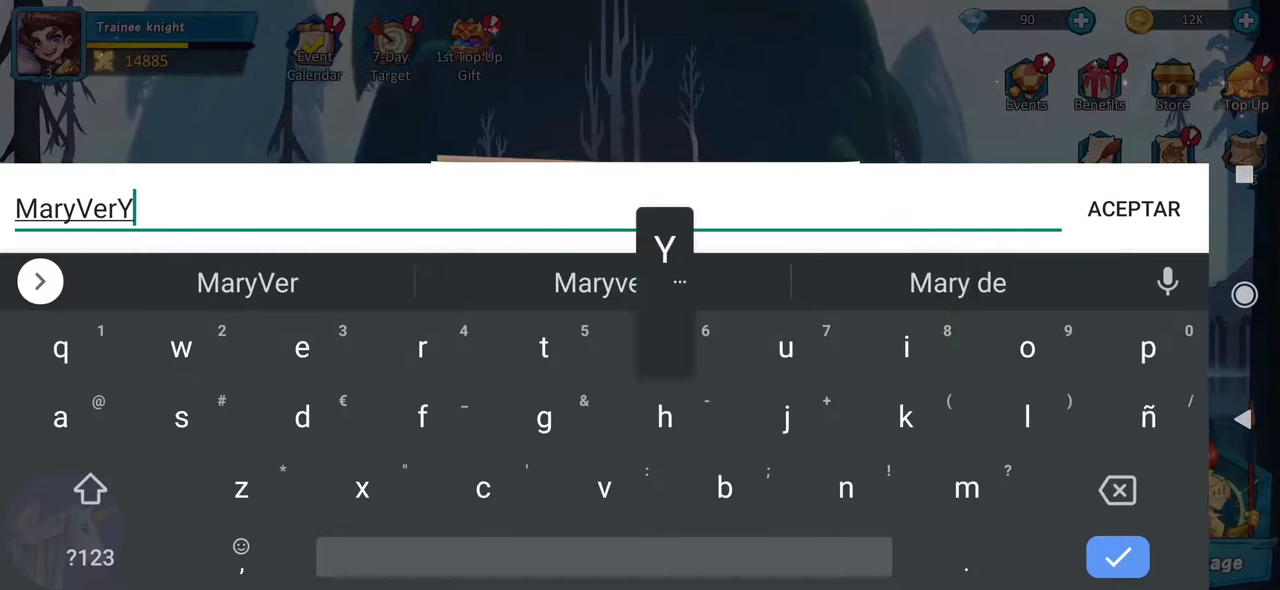 Trainee knight
90
12K
14885
3
Event
Calendar
7-Day
Target
1st Top Up
Gift
Events
Benefits
Store
Top Up
MaryVerY
ACEPTAR
Y
...
MaryVer
Maryve
Mary de
q 1 w 2 e 3 r 4 t 5 6 u 7 i 8 o 9 p 0
a @ s # d € f _ g & h - j + k ( l ) ñ /
z * x " c ' v : b ; n ! m ?
?123 , .
age